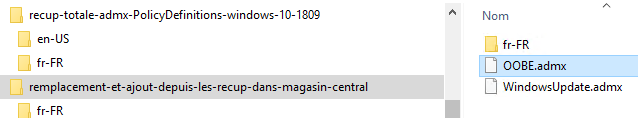 recup-totale-admx-PolicyDefinitions-windows-10-1809
en-US
fr-FR
remplacement-et-ajout-depuis-les-recup-dans-magasin-central
fr-FR
Nom
fr-FR
OOBE.admx
WindowsUpdate.admx